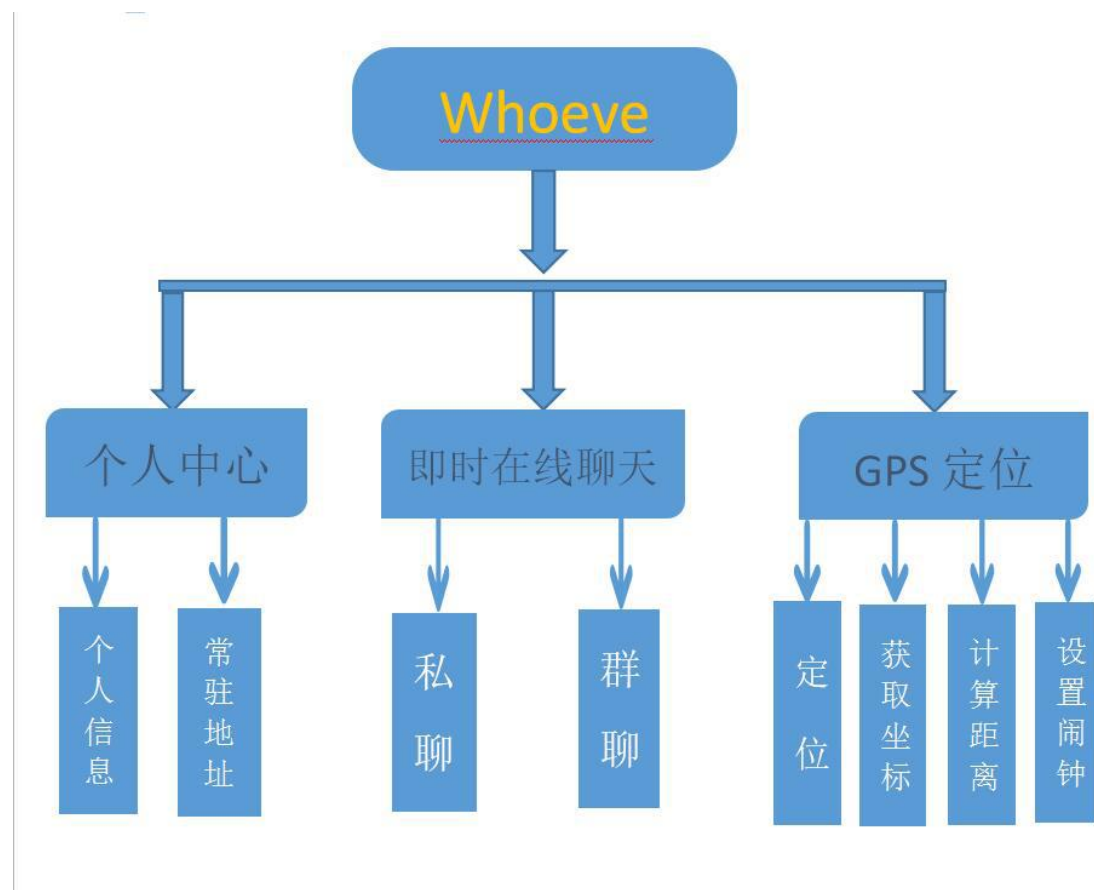 Whoeve
个人中心
即时在线聊天
GPS 定位
个人信息
常驻地址
私聊
群聊
定位
获取坐标
计算距离
设置闹钟